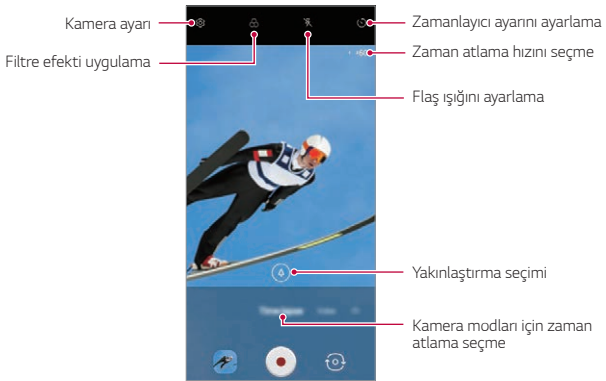 Kamera ayarı
Filtre efekti uygulama
Zamanlayıcı ayarını ayarlama
Zaman atlama hızını seçme
Flaş ışığını ayarlama
Yakınlaştırma seçimi
Kamera modları için zaman
atlama seçme